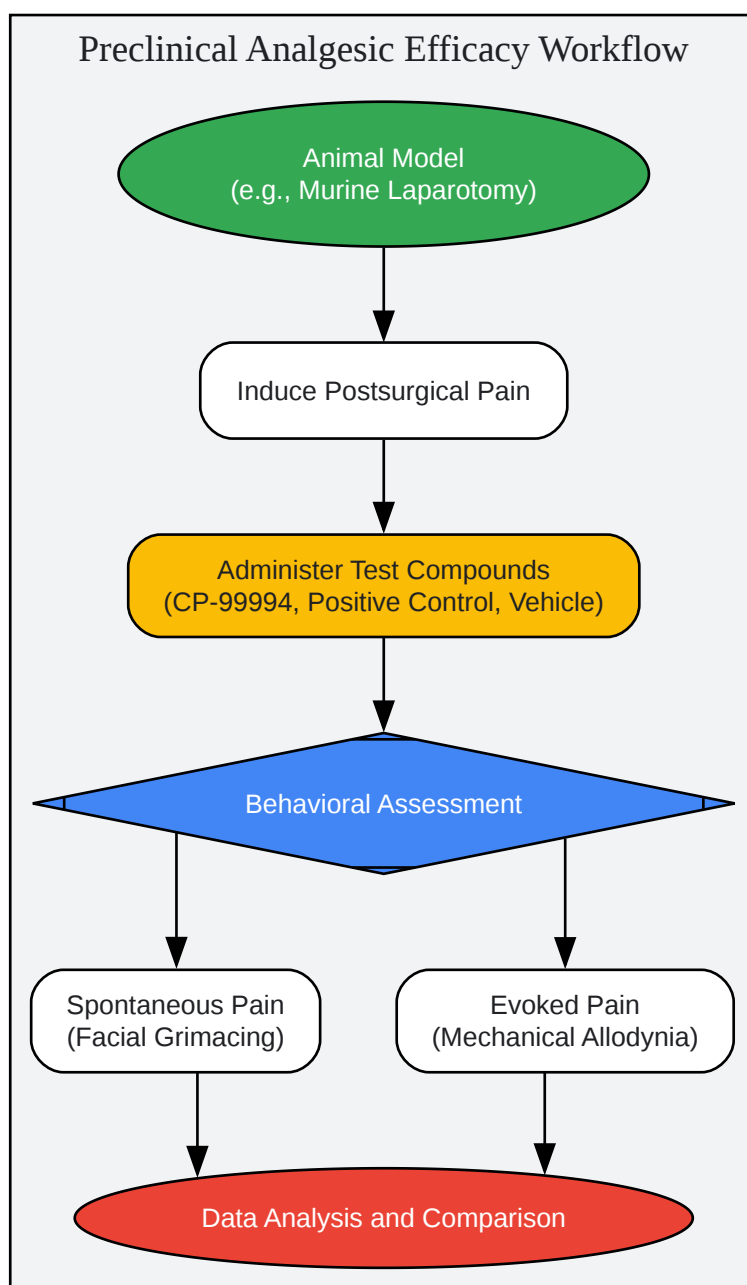 Preclinical Analgesic Efficacy Workflow
Animal Model
(e.g., Murine Laparotomy)
Induce Postsurgical Pain
Administer Test Compounds
(CP-99994, Positive Control, Vehicle)
Behavioral Assessment
Spontaneous Pain
(Facial Grimacing)
Evoked Pain
(Mechanical Allodynia)
Data Analysis and Comparison